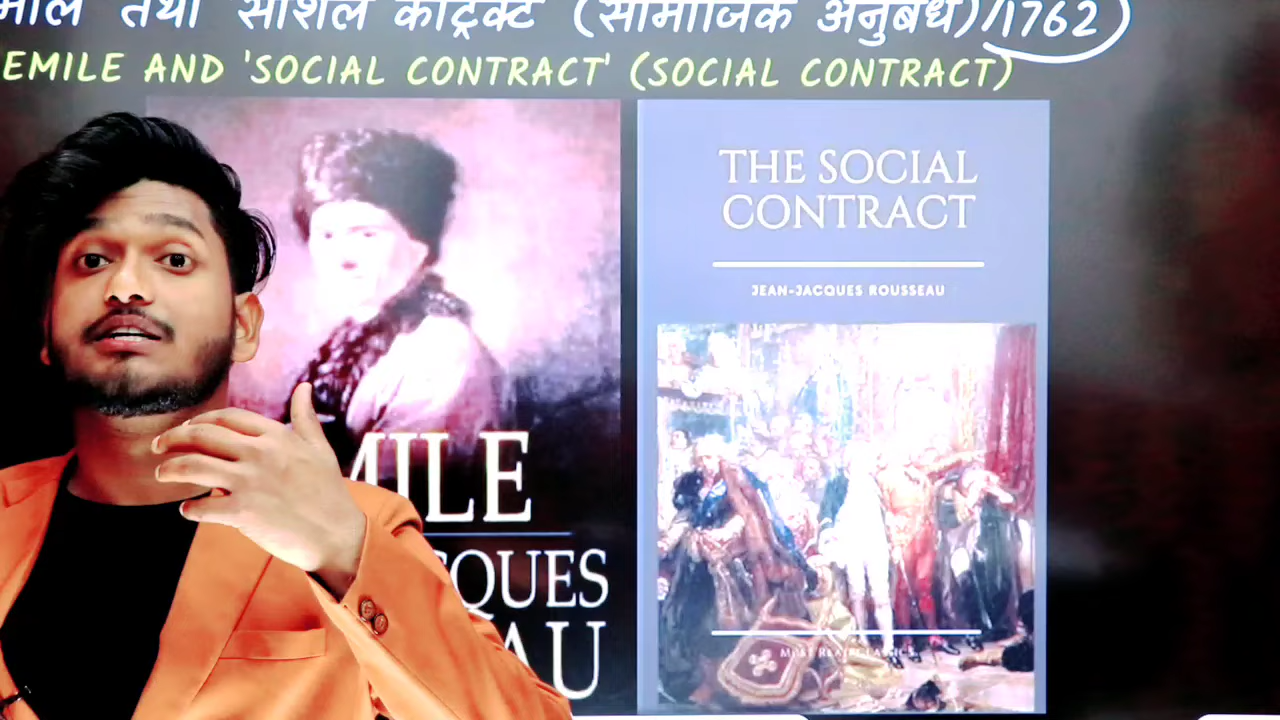 तथा 'सोशल कांट्रेक्ट (सामाजिक अनुबंध)/1762
EMILE AND 'SOCIAL CONTRACT' (SOCIAL CONTRACT)
THE SOCIAL
CONTRACT
JEAN-JACQUES ROUSSEAU
MILE
QUES
AU